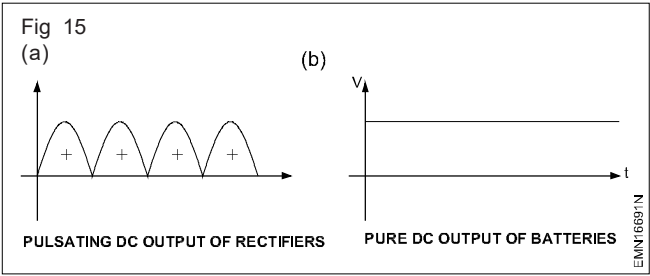 Fig 15
(a)
+ + + +
PULSATING DC OUTPUT OF RECTIFIERS
(b)
V
t
PURE DC OUTPUT OF BATTERIES
EMN16691N